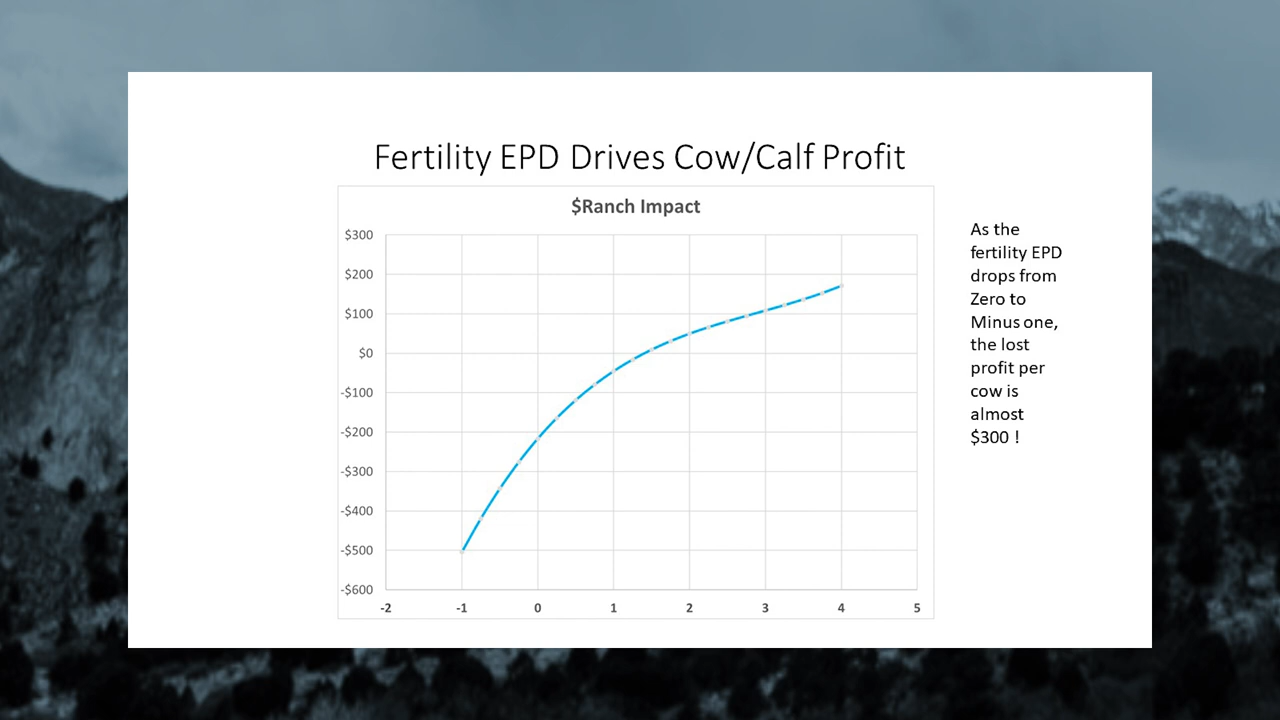 Fertility EPD Drives Cow/Calf Profit
$Ranch Impact
$300
$200
$100
$0
-$100
-$200
-$300
-$400
-$500
-$600
-2 -1 0 1 2 3 4 5
As the
fertility EPD
drops from
Zero to
Minus one,
the lost
profit per
cow is
almost
$300 !